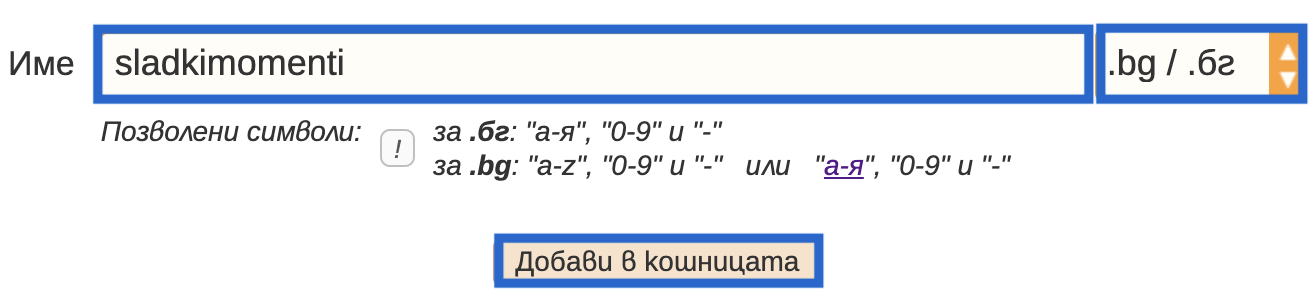 Име sladkimomenti .bg / .бг
Позволени символи: ! за .бг: "а-я", "0-9" и "-"
за .bg: "a-z", "0-9" и "-" или "а-я", "0-9" и "-"
Добави в кошницата